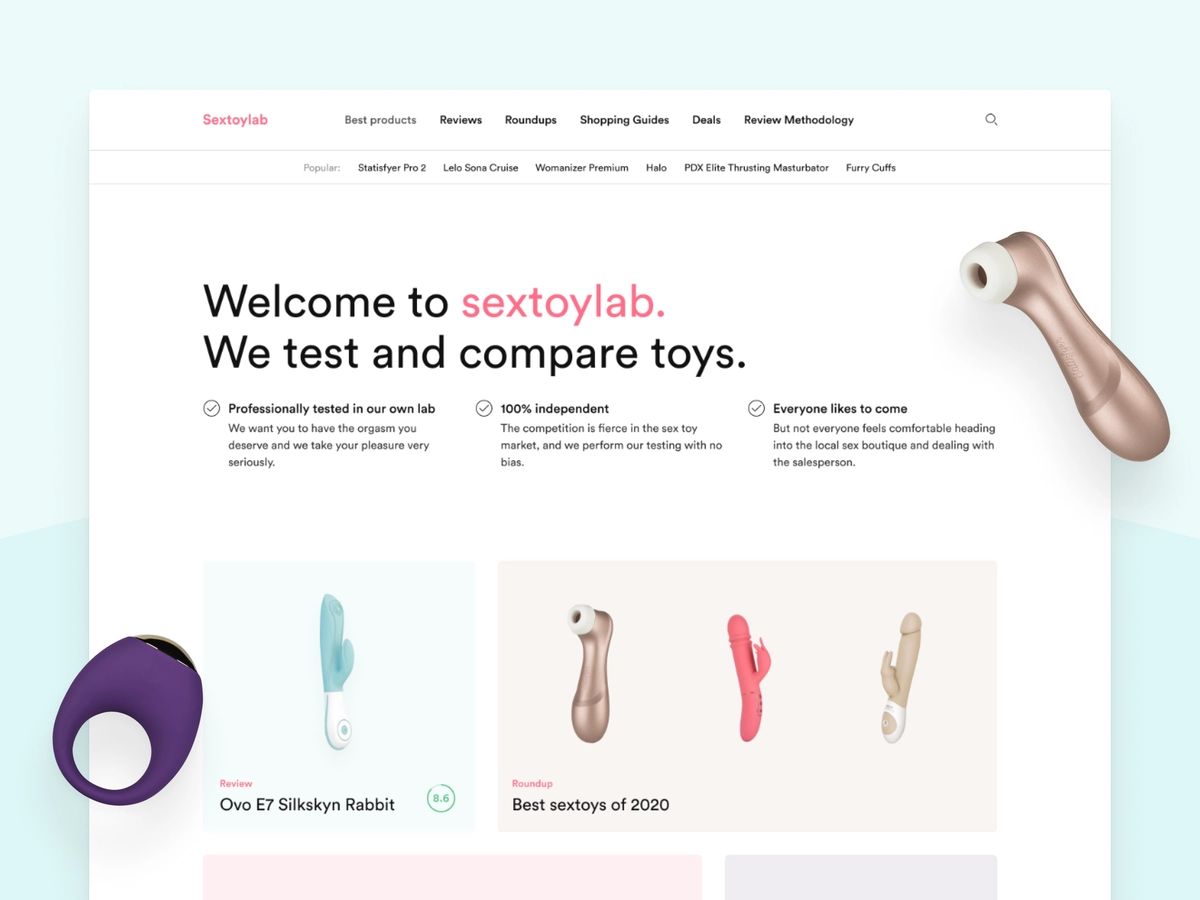 Sextoylab
Best products Reviews Roundups Shopping Guides Deals Review Methodology
Popular: Statisfyer Pro 2 Lelo Sona Cruise Womanizer Premium Halo PDX Elite Thrusting Masturbator Furry Cuffs
Welcome to sextoylab.
We test and compare toys.
Professionally tested in our own lab
We want you to have the orgasm you
deserve and we take your pleasure very
seriously.
100% independent
The competition is fierce in the sex toy
market, and we perform our testing with no
bias.
Everyone likes to come
But not everyone feels comfortable heading
into the local sex boutique and dealing with
the salesperson.
Review
Ovo E7 Silkskyn Rabbit
8.6
Roundup
Best sextoys of 2020